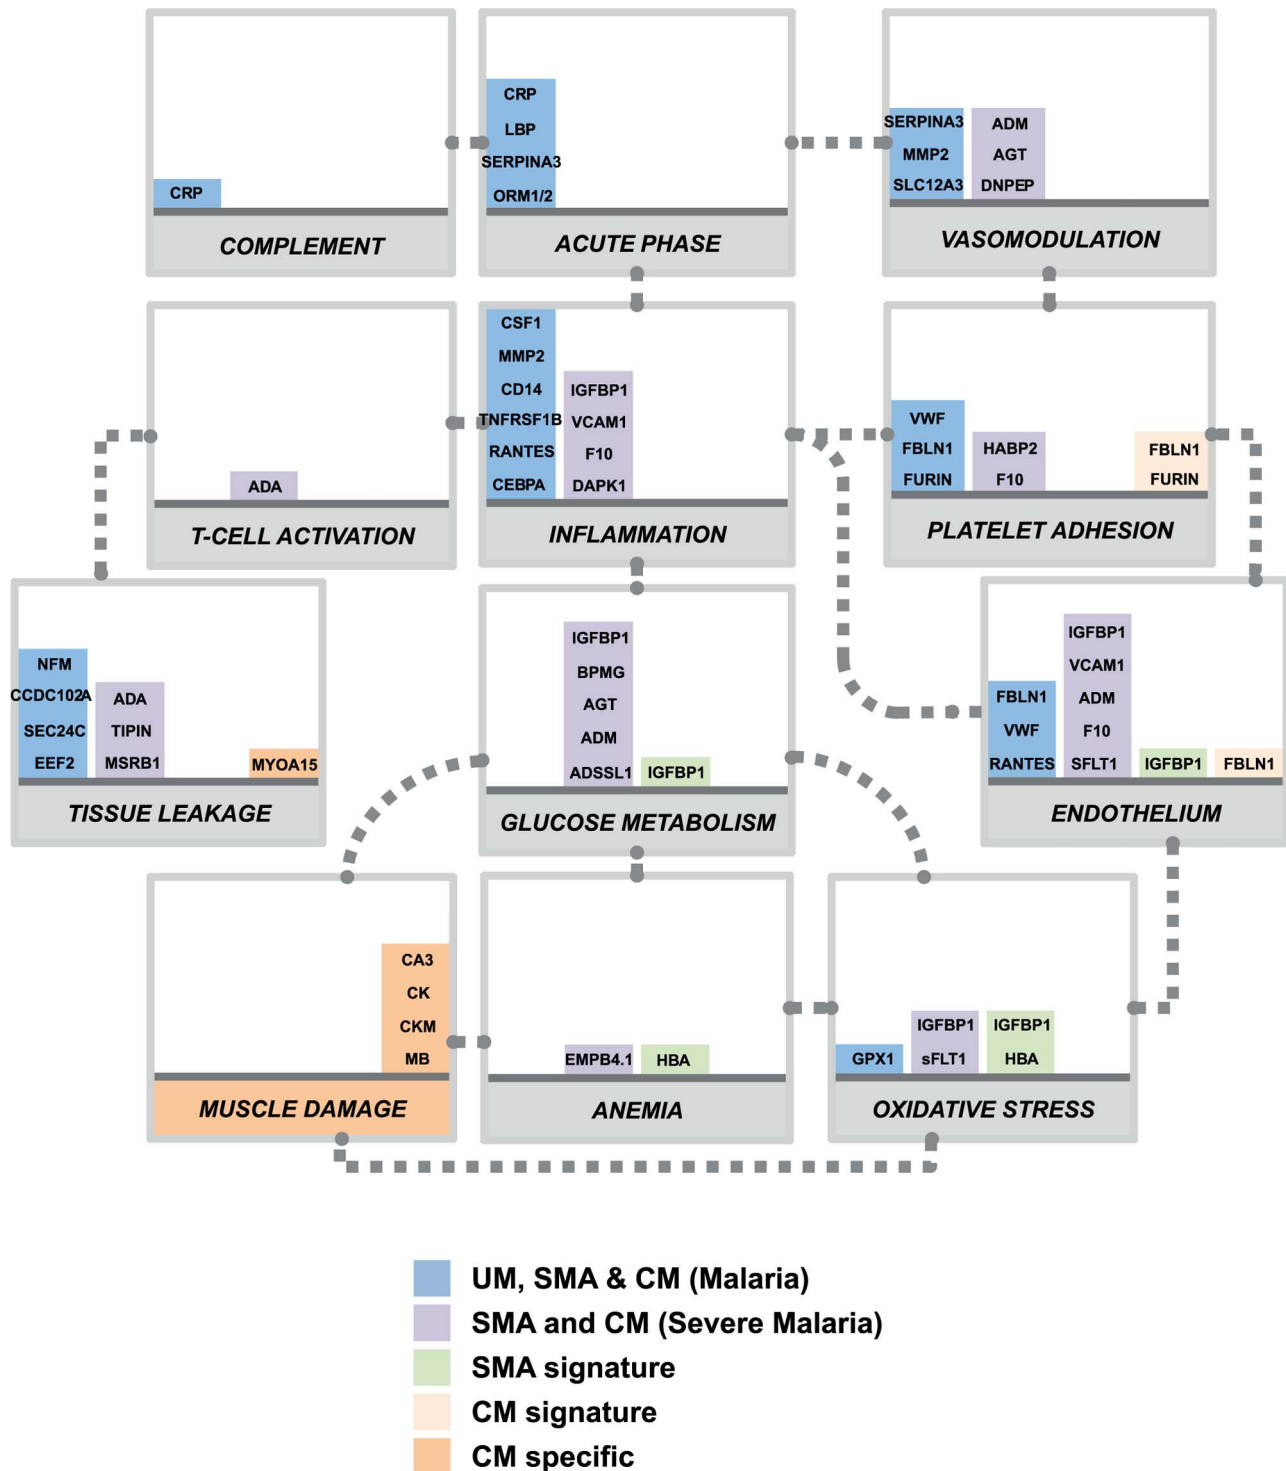 CRP
COMPLEMENT
CRP
LBP
SERPINA3
ORM1/2
ACUTE PHASE
SERPINA3
MMP2
SLC12A3
ADM
AGT
DNPEP
VASOMODULATION
ADA
T-CELL ACTIVATION
CSF1
MMP2
CD14
TNFRSF1B
RANTES
CEBPA
IGFBP1
VCAM1
F10
DAPK1
INFLAMMATION
VWF
FBLN1
FURIN
HABP2
F10
FBLN1
FURIN
PLATELET ADHESION
NFM
CCDC102A
SEC24C
EEF2
ADA
TIPIN
MSRB1
MYOA15
TISSUE LEAKAGE
IGFBP1
BPMG
AGT
ADM
ADSSL1
IGFBP1
GLUCOSE METABOLISM
FBLN1
VWF
RANTES
IGFBP1
VCAM1
ADM
F10
SFLT1
IGFBP1
FBLN1
ENDOTHELIUM
CA3
CK
CKM
MB
MUSCLE DAMAGE
EMPB4.1
HBA
ANEMIA
GPX1
IGFBP1
sFLT1
IGFBP1
HBA
OXIDATIVE STRESS
UM, SMA & CM (Malaria)
SMA and CM (Severe Malaria)
SMA signature
CM signature
CM specific